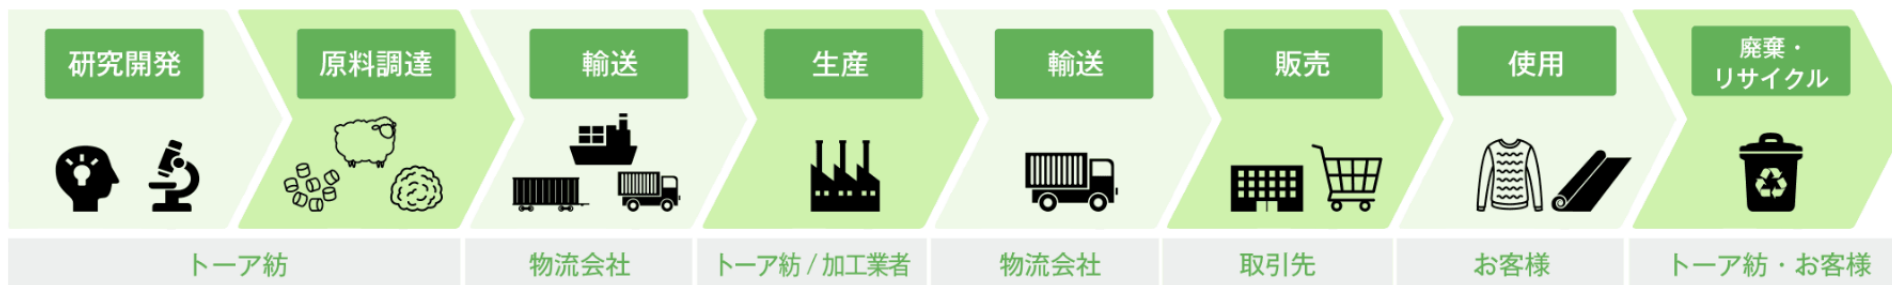 研究開発
原料調達
輸送
生産
輸送
販売
使用
廃棄・
リサイクル
トーア紡
物流会社
トーア紡 / 加工業者
物流会社
取引先
お客様
トーア紡・お客様